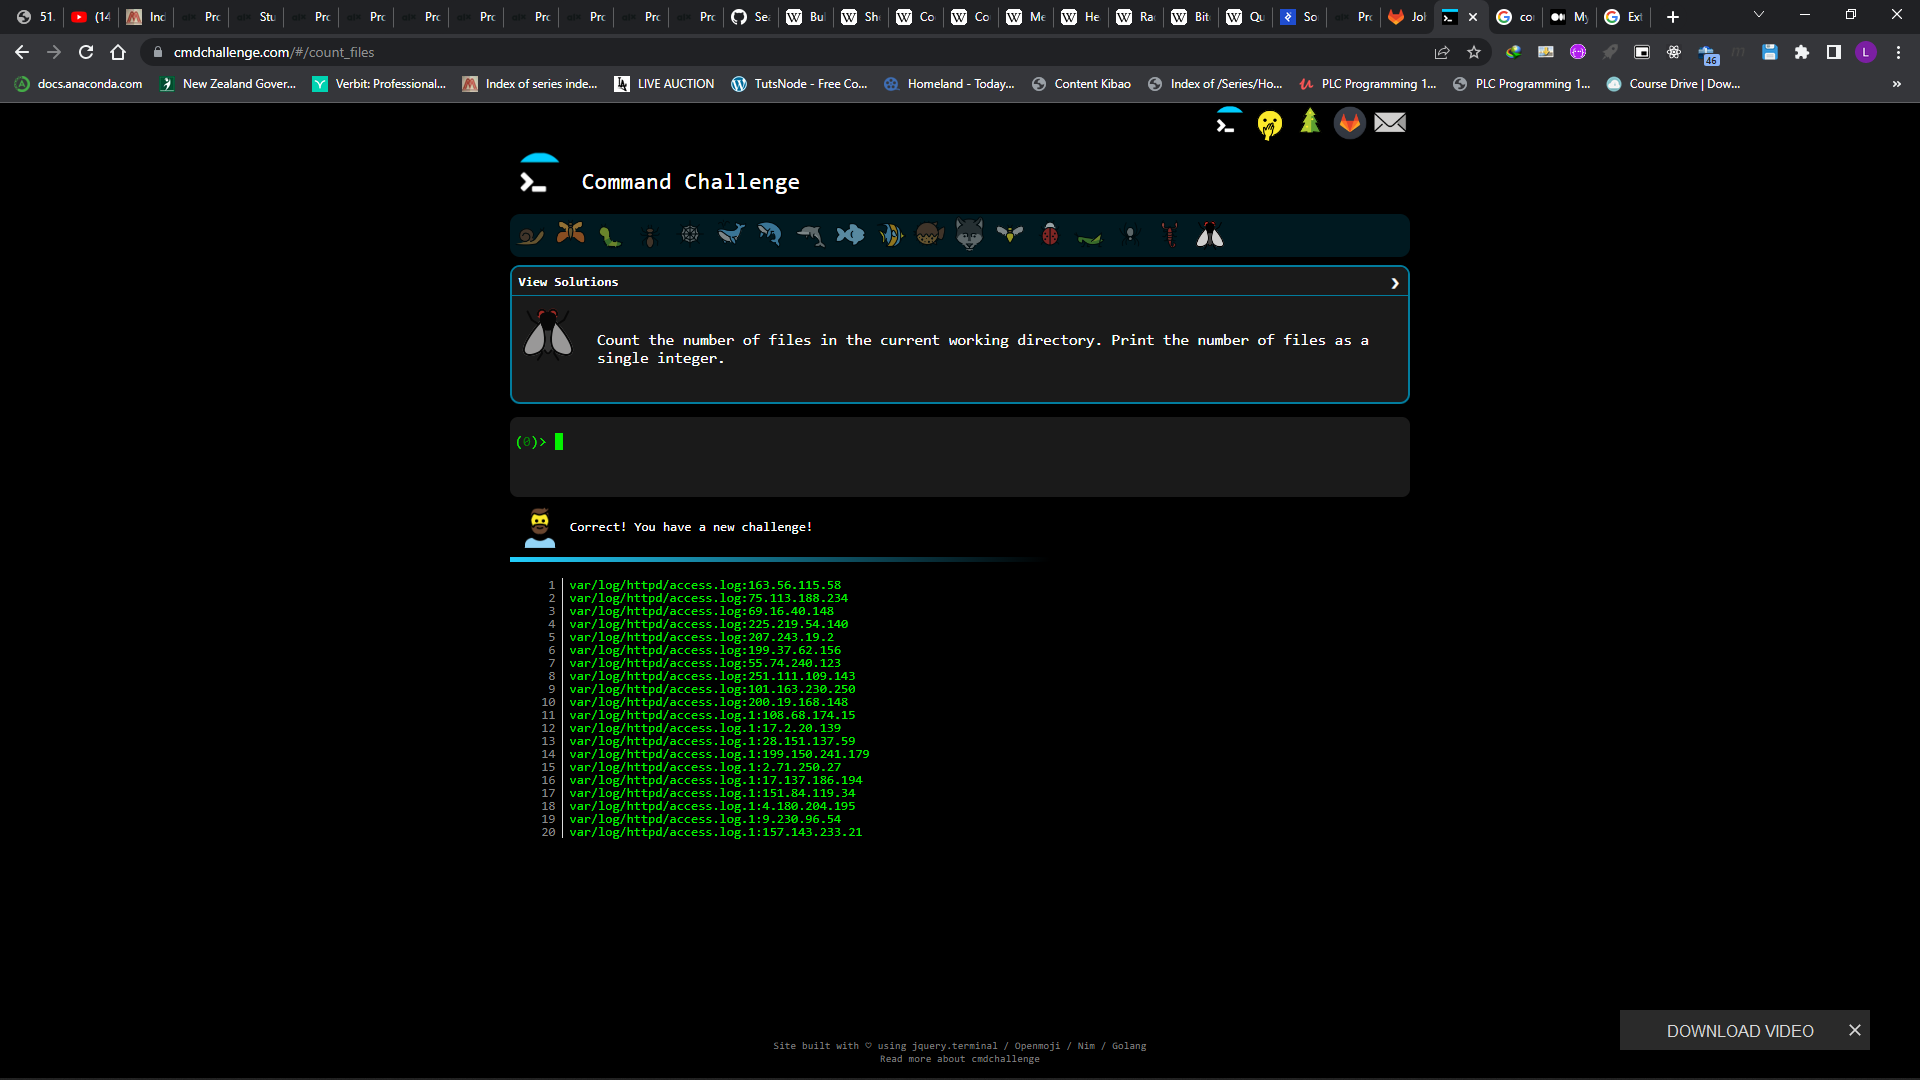 51.
(14
Ind
Pro
Stu
Pro
Pro
Pro
Pro
Pro
Pro
Pro
Pro
Se
Bul
Sh
Co
Co
Me
He
Ra
Bit
Qu
So
Pro
Jol
co
My
Ext
cmdchallenge.com/#/count_files
46
L
docs.anaconda.com
New Zealand Gover...
Verbit: Professional...
Index of series inde...
LIVE AUCTION
TutsNode - Free Co...
Homeland - Today...
Content Kibao
Index of /Series/Ho...
PLC Programming 1...
PLC Programming 1...
Course Drive | Dow...
»
Command Challenge
View Solutions
Count the number of files in the current working directory. Print the number of files as a
single integer.
(0)>
Correct! You have a new challenge!
1 var/log/httpd/access.log:163.56.115.58
2 var/log/httpd/access.log:75.113.188.234
3 var/log/httpd/access.log:69.16.40.148
4 var/log/httpd/access.log:225.219.54.140
5 var/log/httpd/access.log:207.243.19.2
6 var/log/httpd/access.log:199.37.62.156
7 var/log/httpd/access.log:55.74.240.123
8 var/log/httpd/access.log:251.111.109.143
9 var/log/httpd/access.log:101.163.230.250
10 var/log/httpd/access.log:200.19.168.148
11 var/log/httpd/access.log.1:108.68.174.15
12 var/log/httpd/access.log.1:17.2.20.139
13 var/log/httpd/access.log.1:28.151.137.59
14 var/log/httpd/access.log.1:199.150.241.179
15 var/log/httpd/access.log.1:2.71.250.27
16 var/log/httpd/access.log.1:17.137.186.194
17 var/log/httpd/access.log.1:151.84.119.34
18 var/log/httpd/access.log.1:4.180.204.195
19 var/log/httpd/access.log.1:9.230.96.54
20 var/log/httpd/access.log.1:157.143.233.21
DOWNLOAD VIDEO
Site built with ♡ using jquery.terminal / Openmoji / Nim / Golang
Read more about cmdchallenge